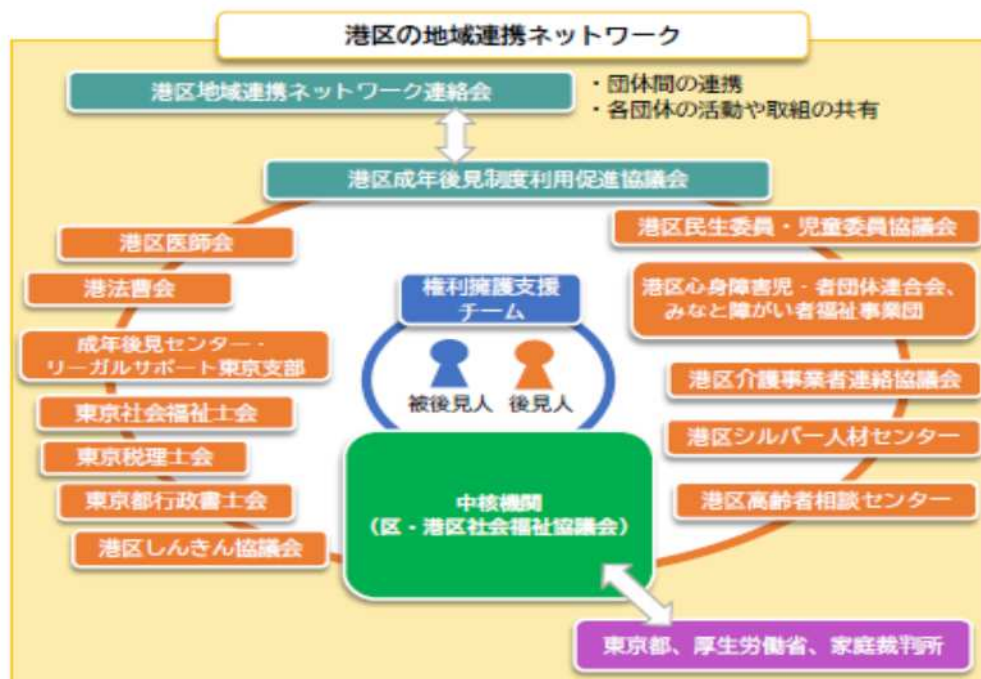 港区の地域連携ネットワーク
港区地域連携ネットワーク連絡会
・団体間の連携
・各団体の活動や取組の共有
港区成年後見制度利用促進協議会
港区医師会
港法曹会
成年後見センター・
リーガルサポート東京支部
東京社会福祉士会
東京税理士会
東京都行政書士会
港区しんきん協議会
権利擁護支援
チーム
被後見人
後見人
中核機関
(区・港区社会福祉協議会)
港区民生委員・児童委員協議会
港区心身障害児・者団体連合会、
みなと障がい者福祉事業団
港区介護事業者連絡協議会
港区シルバー人材センター
港区高齢者相談センター
東京都、厚生労働省、家庭裁判所